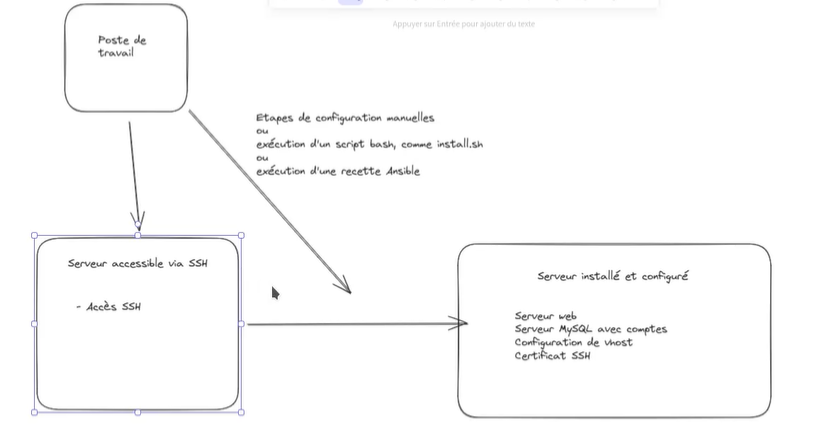 Appuyer sur Entrée pour ajouter du texte
Poste de
travail
Etapes de configuration manuelles
ou
exécution d'un script bash, comme install.sh
ou
exécution d'une recette Ansible
Serveur accessible via SSH
- Accès SSH
Serveur installé et configuré
Serveur web
Serveur MySQL avec comptes
Configuration de vhost
Certificat SSH